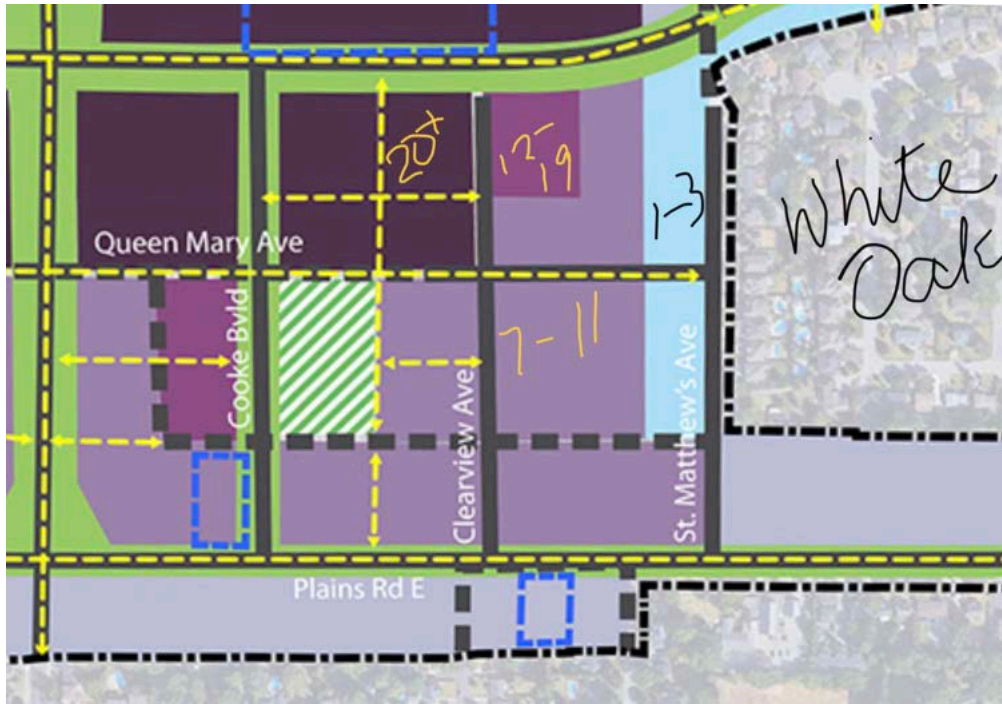 20+
12-
19
1-3
White
Oak
Queen Mary Ave
Cooke Bvld
7-11
Clearview Ave
St. Matthew's Ave
Plains Rd E